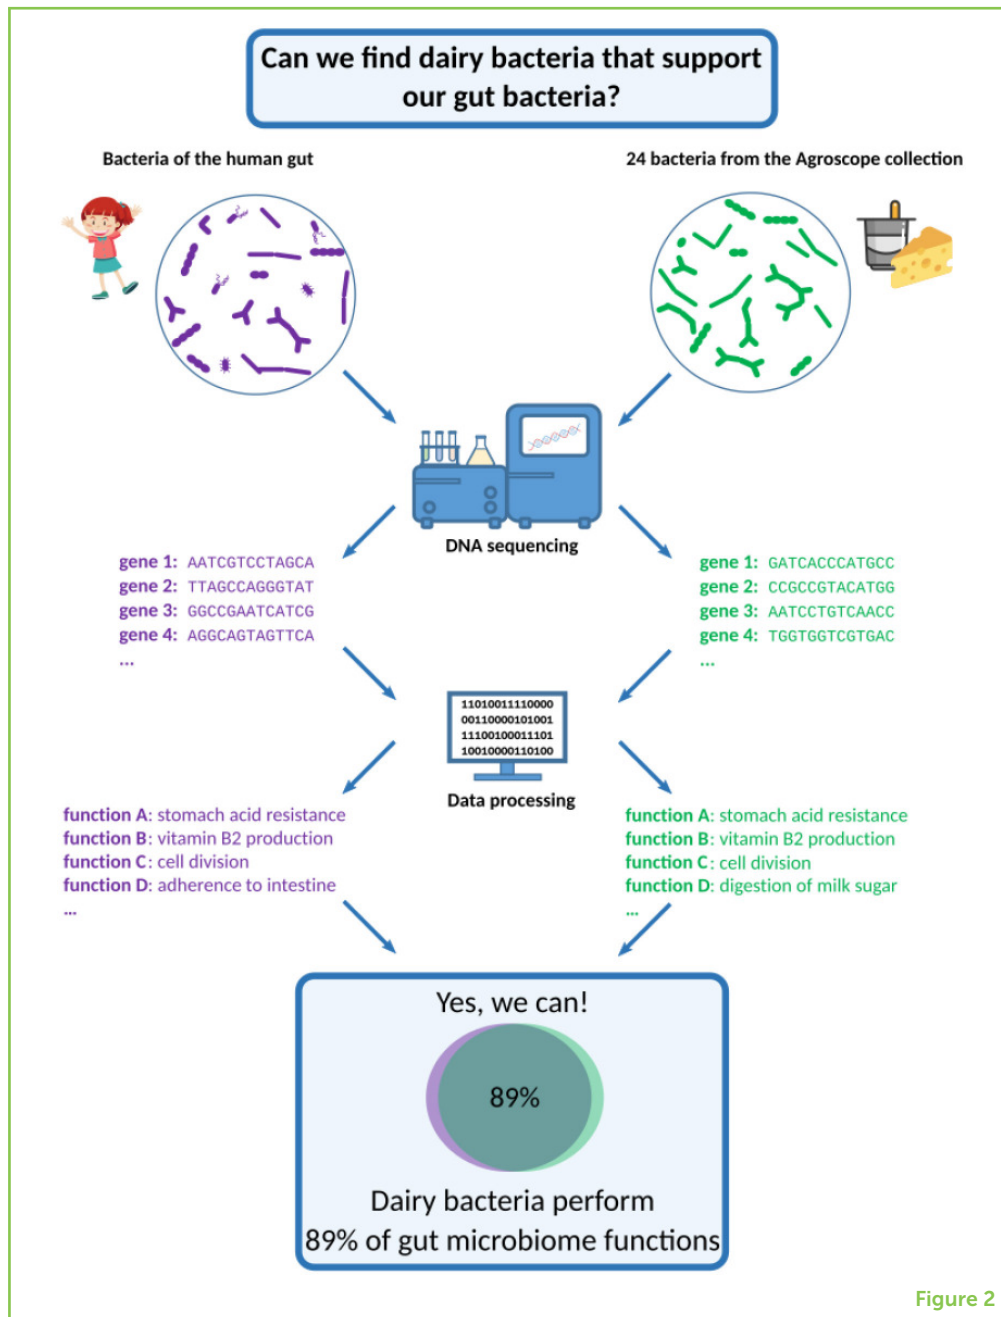 Can we find dairy bacteria that support
our gut bacteria?
Bacteria of the human gut
24 bacteria from the Agroscope collection
DNA sequencing
gene 1: AATCGTCCTAGCA
gene 2: TTAGCCAGGGTAT
gene 3: GGCCGAATCATCG
gene 4: AGGCAGTAGTTCA
...
gene 1: GATCACCCATGCC
gene 2: CCGCCGTACATGG
gene 3: AATCCTGTCAACC
gene 4: TGGTGGTCGTGAC
...
11010011110000
00110000101001
11100100011101
10010000110100
Data processing
function A: stomach acid resistance
function B: vitamin B2 production
function C: cell division
function D: adherence to intestine
...
function A: stomach acid resistance
function B: vitamin B2 production
function C: cell division
function D: digestion of milk sugar
...
Yes, we can!
89%
Dairy bacteria perform
89% of gut microbiome functions
Figure 2